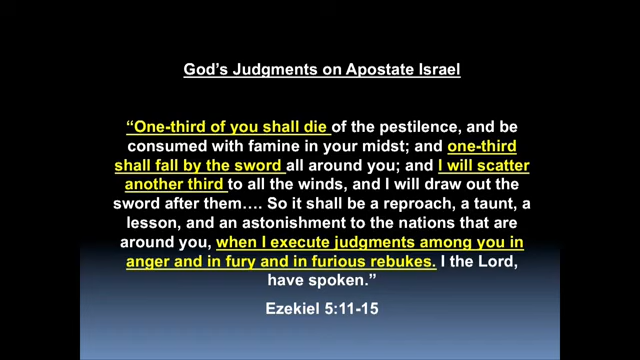 God's Judgments on Apostate Israel
“One-third of you shall die of the pestilence, and be
consumed with famine in your midst; and one-third
shall fall by the sword all around you; and I will scatter
another third to all the winds, and I will draw out the
sword after them…. So it shall be a reproach, a taunt, a
lesson, and an astonishment to the nations that are
around you, when I execute judgments among you in
anger and in fury and in furious rebukes. I the Lord,
have spoken.”
Ezekiel 5:11-15